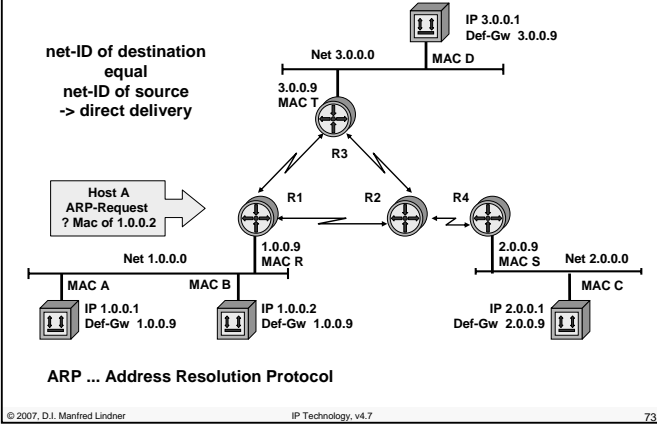 IP 3.0.0.1
Def-Gw 3.0.0.9
net-ID of destination
equal
net-ID of source
-> direct delivery
Net 3.0.0.0
MAC D
3.0.0.9
MAC T
R3
Host A
ARP-Request
? Mac of 1.0.0.2
R1
R2
R4
1.0.0.9
MAC R
2.0.0.9
MAC S
Net 1.0.0.0
Net 2.0.0.0
MAC A
MAC B
MAC C
IP 1.0.0.1
Def-Gw 1.0.0.9
IP 1.0.0.2
Def-Gw 1.0.0.9
IP 2.0.0.1
Def-Gw 2.0.0.9
ARP ... Address Resolution Protocol
© 2007, D.I. Manfred Lindner
IP Technology, v4.7
73